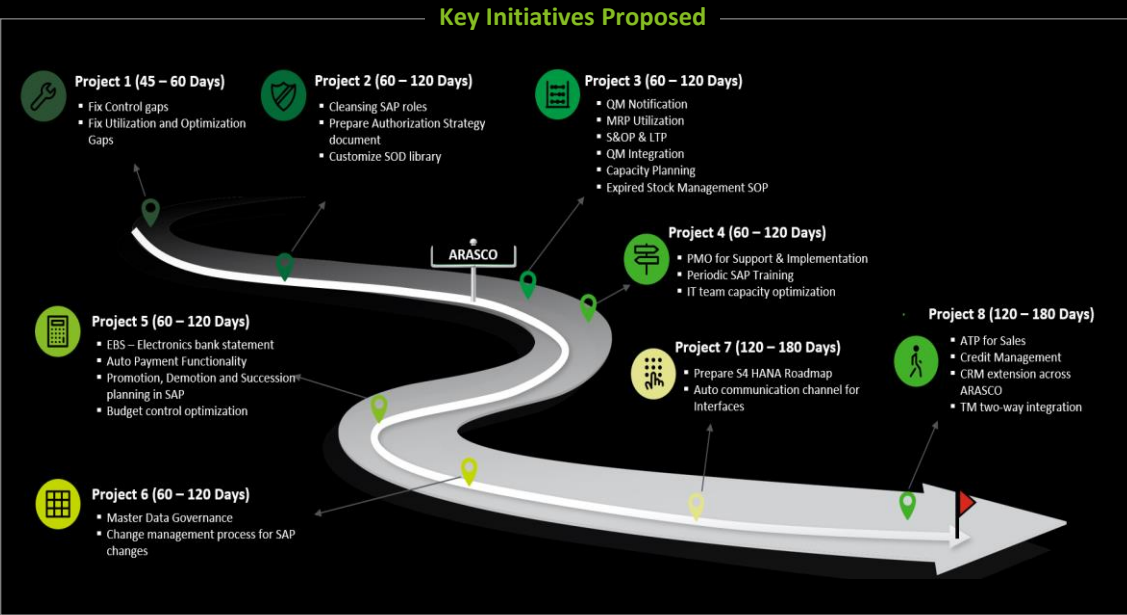 Key Initiatives Proposed
Project 1 (45 – 60 Days)
▪ Fix Control gaps
▪ Fix Utilization and Optimization
Gaps
Project 2 (60 – 120 Days)
▪ Cleansing SAP roles
▪ Prepare Authorization Strategy
document
▪ Customize SOD library
Project 3 (60 – 120 Days)
▪ QM Notification
▪ MRP Utilization
▪ S&OP & LTP
▪ QM Integration
▪ Capacity Planning
▪ Expired Stock Management SOP
ARASCO
Project 4 (60 – 120 Days)
▪ PMO for Support & Implementation
▪ Periodic SAP Training
▪ IT team capacity optimization
Project 5 (60 – 120 Days)
▪ EBS – Electronics bank statement
▪ Auto Payment Functionality
▪ Promotion, Demotion and Succession
planning in SAP
▪ Budget control optimization
Project 6 (60 – 120 Days)
▪ Master Data Governance
▪ Change management process for SAP
changes
Project 7 (120 – 180 Days)
▪ Prepare S4 HANA Roadmap
▪ Auto communication channel for
Interfaces
Project 8 (120 – 180 Days)
▪ ATP for Sales
▪ Credit Management
▪ CRM extension across
ARASCO
▪ TM two-way integration